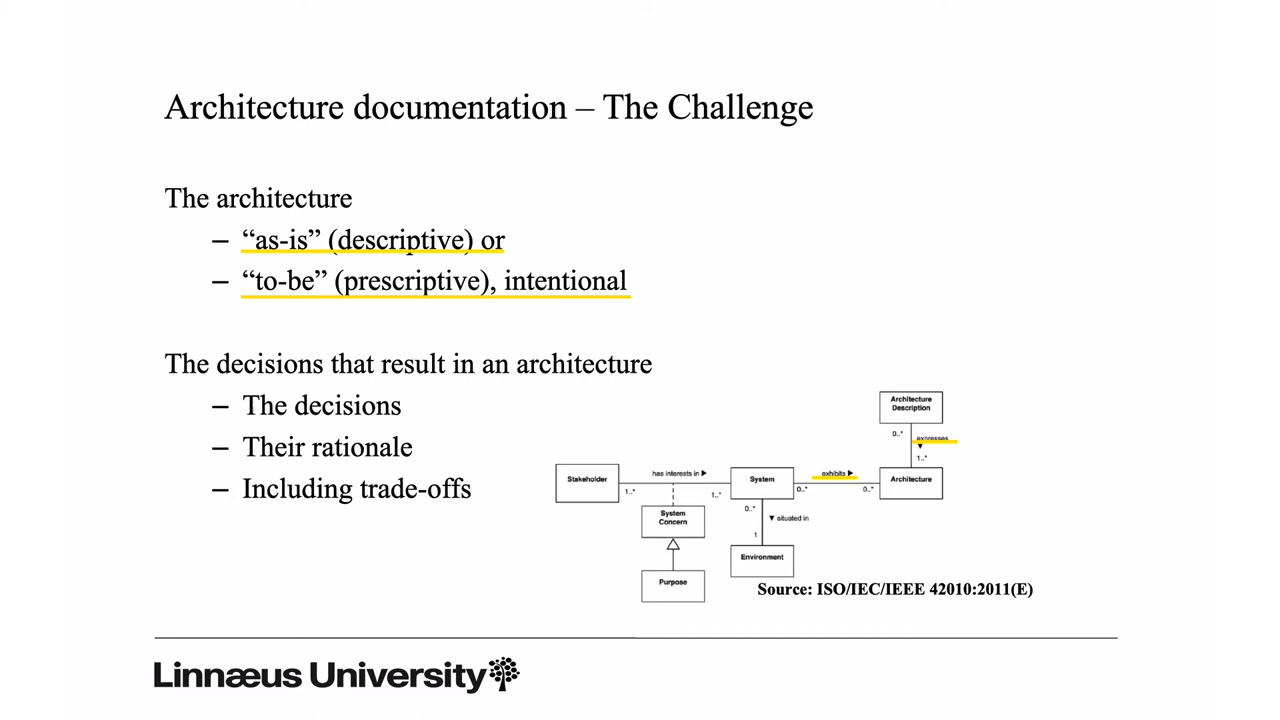 Architecture documentation – The Challenge
The architecture
– “as-is” (descriptive) or
– “to-be” (prescriptive), intentional
The decisions that result in an architecture
– The decisions
– Their rationale
– Including trade-offs
Architecture
Description
0..*
expresses
▼
1..*
Stakeholder
has interests in ▶
1..*
1..*
System
exhibits ▶
0..*
0..*
Architecture
System
Concern
0..*
▼ situated in
1
Environment
Purpose
Source: ISO/IEC/IEEE 42010:2011(E)
Linnæus University